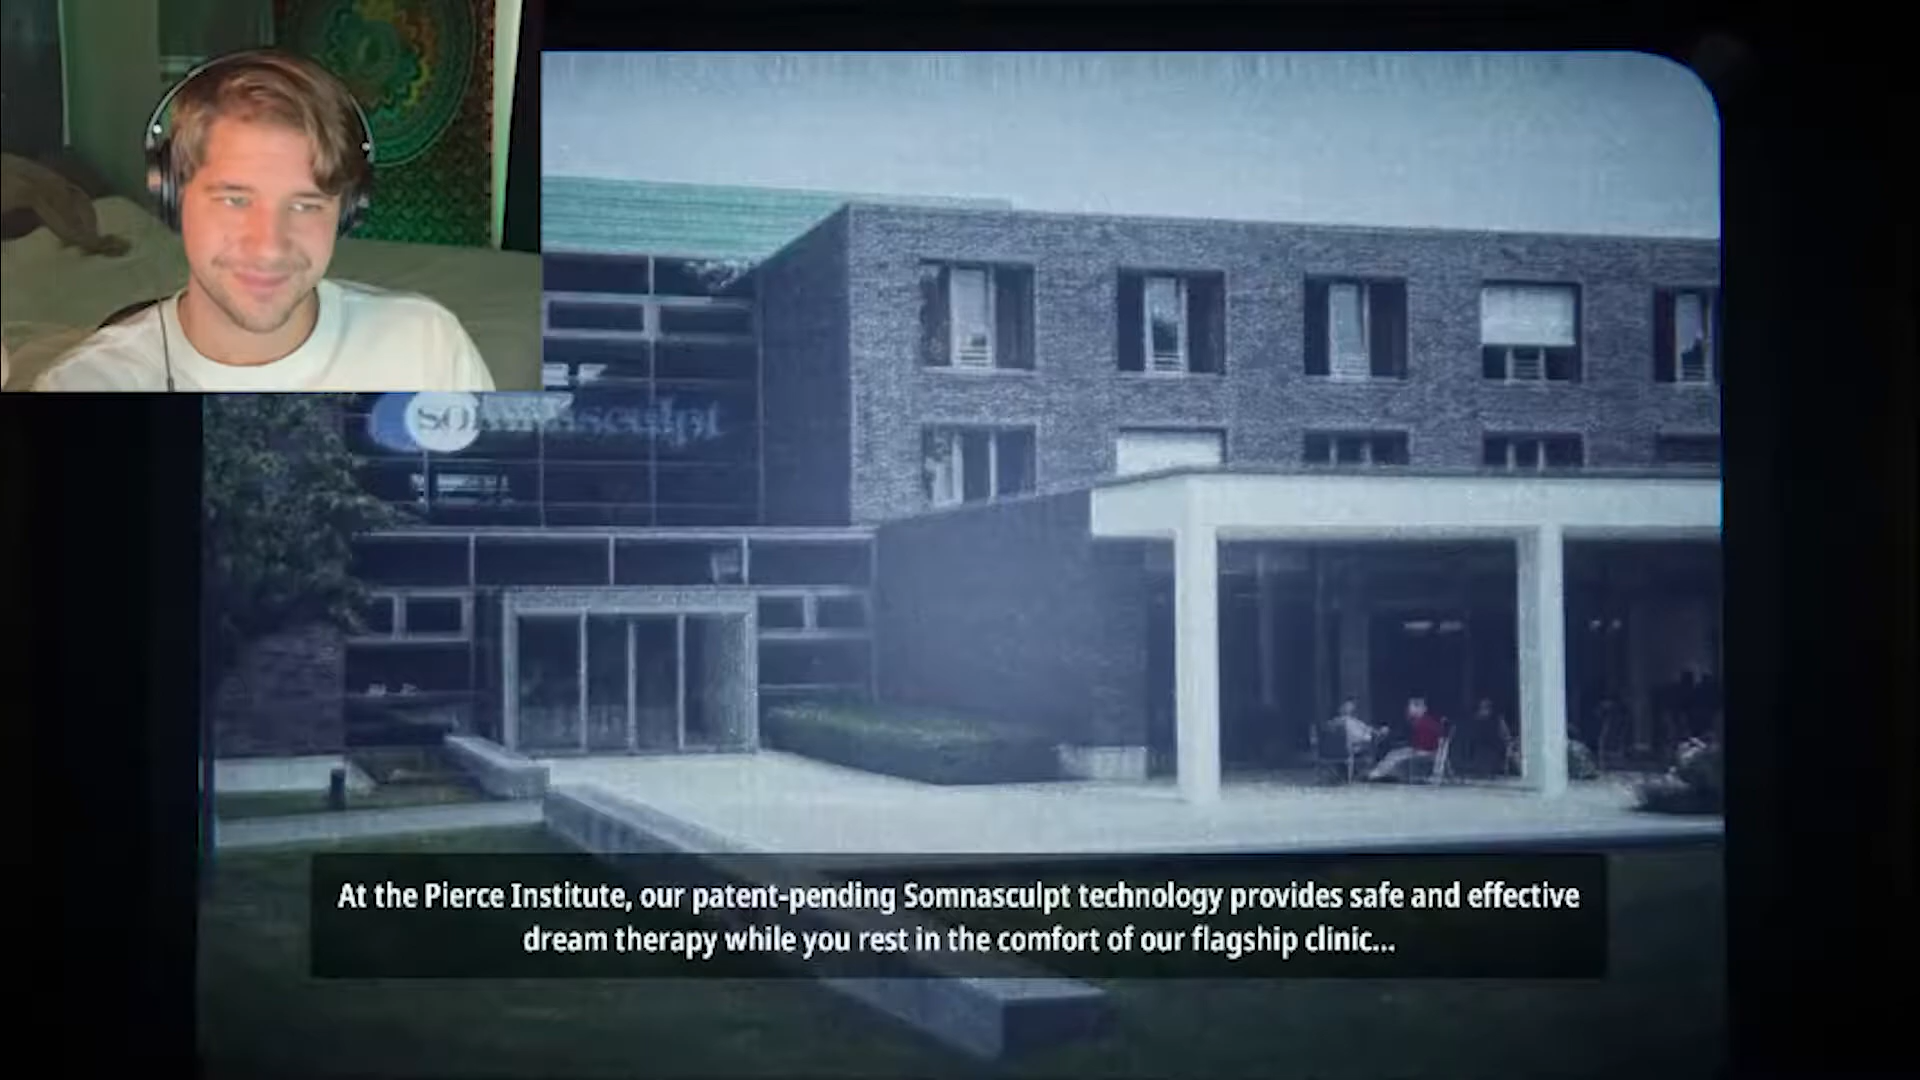 somnasculpt
At the Pierce Institute, our patent-pending Somnasculpt technology provides safe and effective
dream therapy while you rest in the comfort of our flagship clinic...